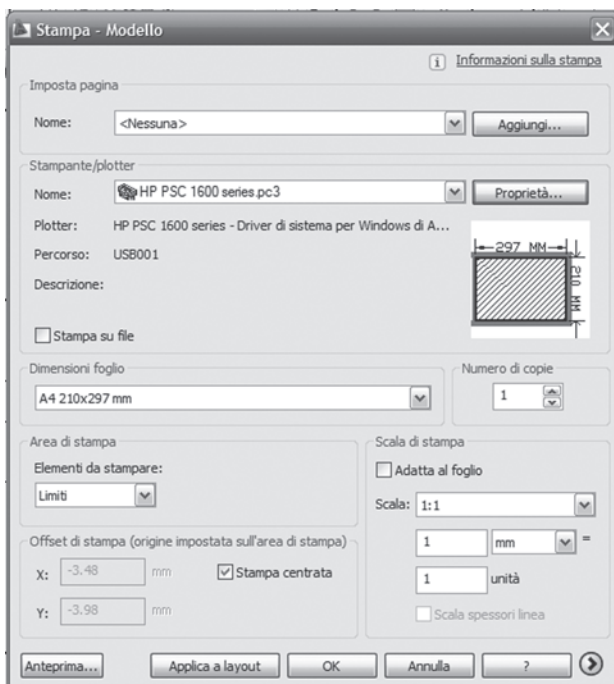 Stampa - Modello
Informazioni sulla stampa
Imposta pagina
Nome: <Nessuna> Aggiungi...
Stampante/plotter
Nome: HP PSC 1600 series.pc3 Proprietà...
Plotter: HP PSC 1600 series - Driver di sistema per Windows di A...
Percorso: USB001
Descrizione:
297 MM
210 MM
Stampa su file
Dimensioni foglio
A4 210x297 mm
Numero di copie
1
Area di stampa
Elementi da stampare:
Limiti
Offset di stampa (origine impostata sull'area di stampa)
X: -3.48 mm Stampa centrata
Y: -3.98 mm
Scala di stampa
Adatta al foglio
Scala: 1:1
1 mm =
1 unità
Scala spessori linea
Anteprima... Applica a layout OK Annulla ?